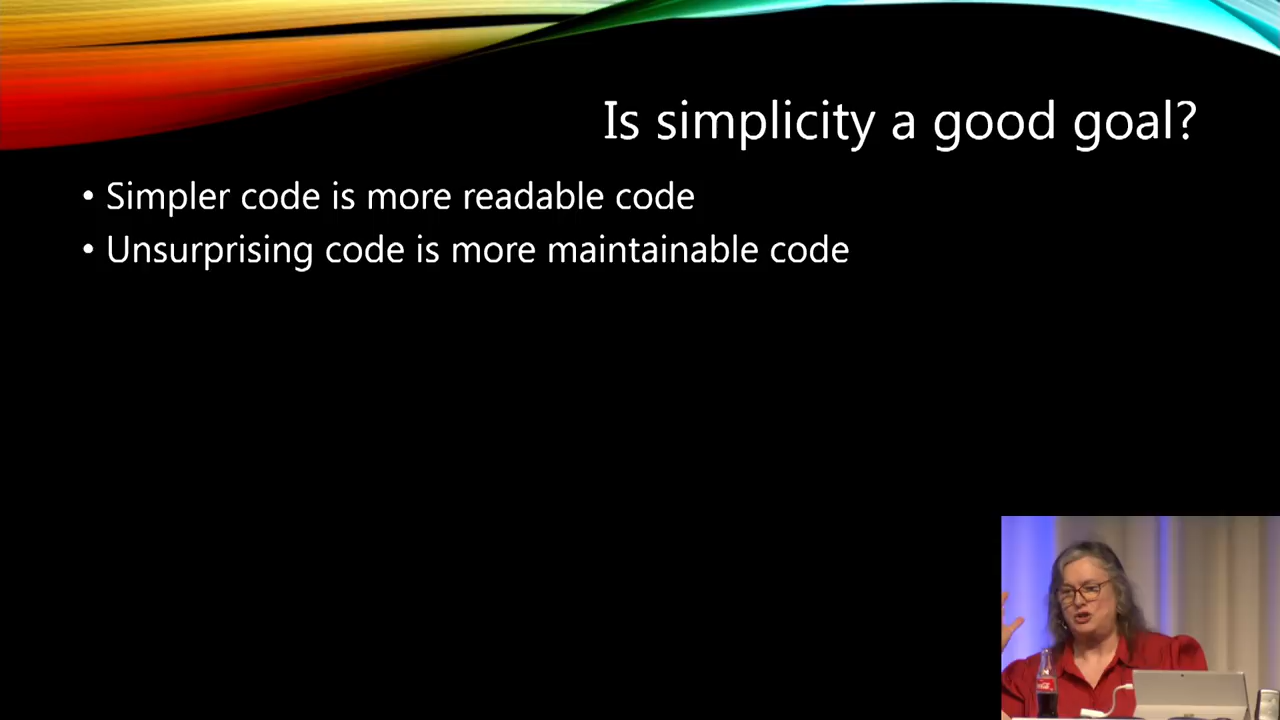 Is simplicity a good goal?
• Simpler code is more readable code
• Unsurprising code is more maintainable code